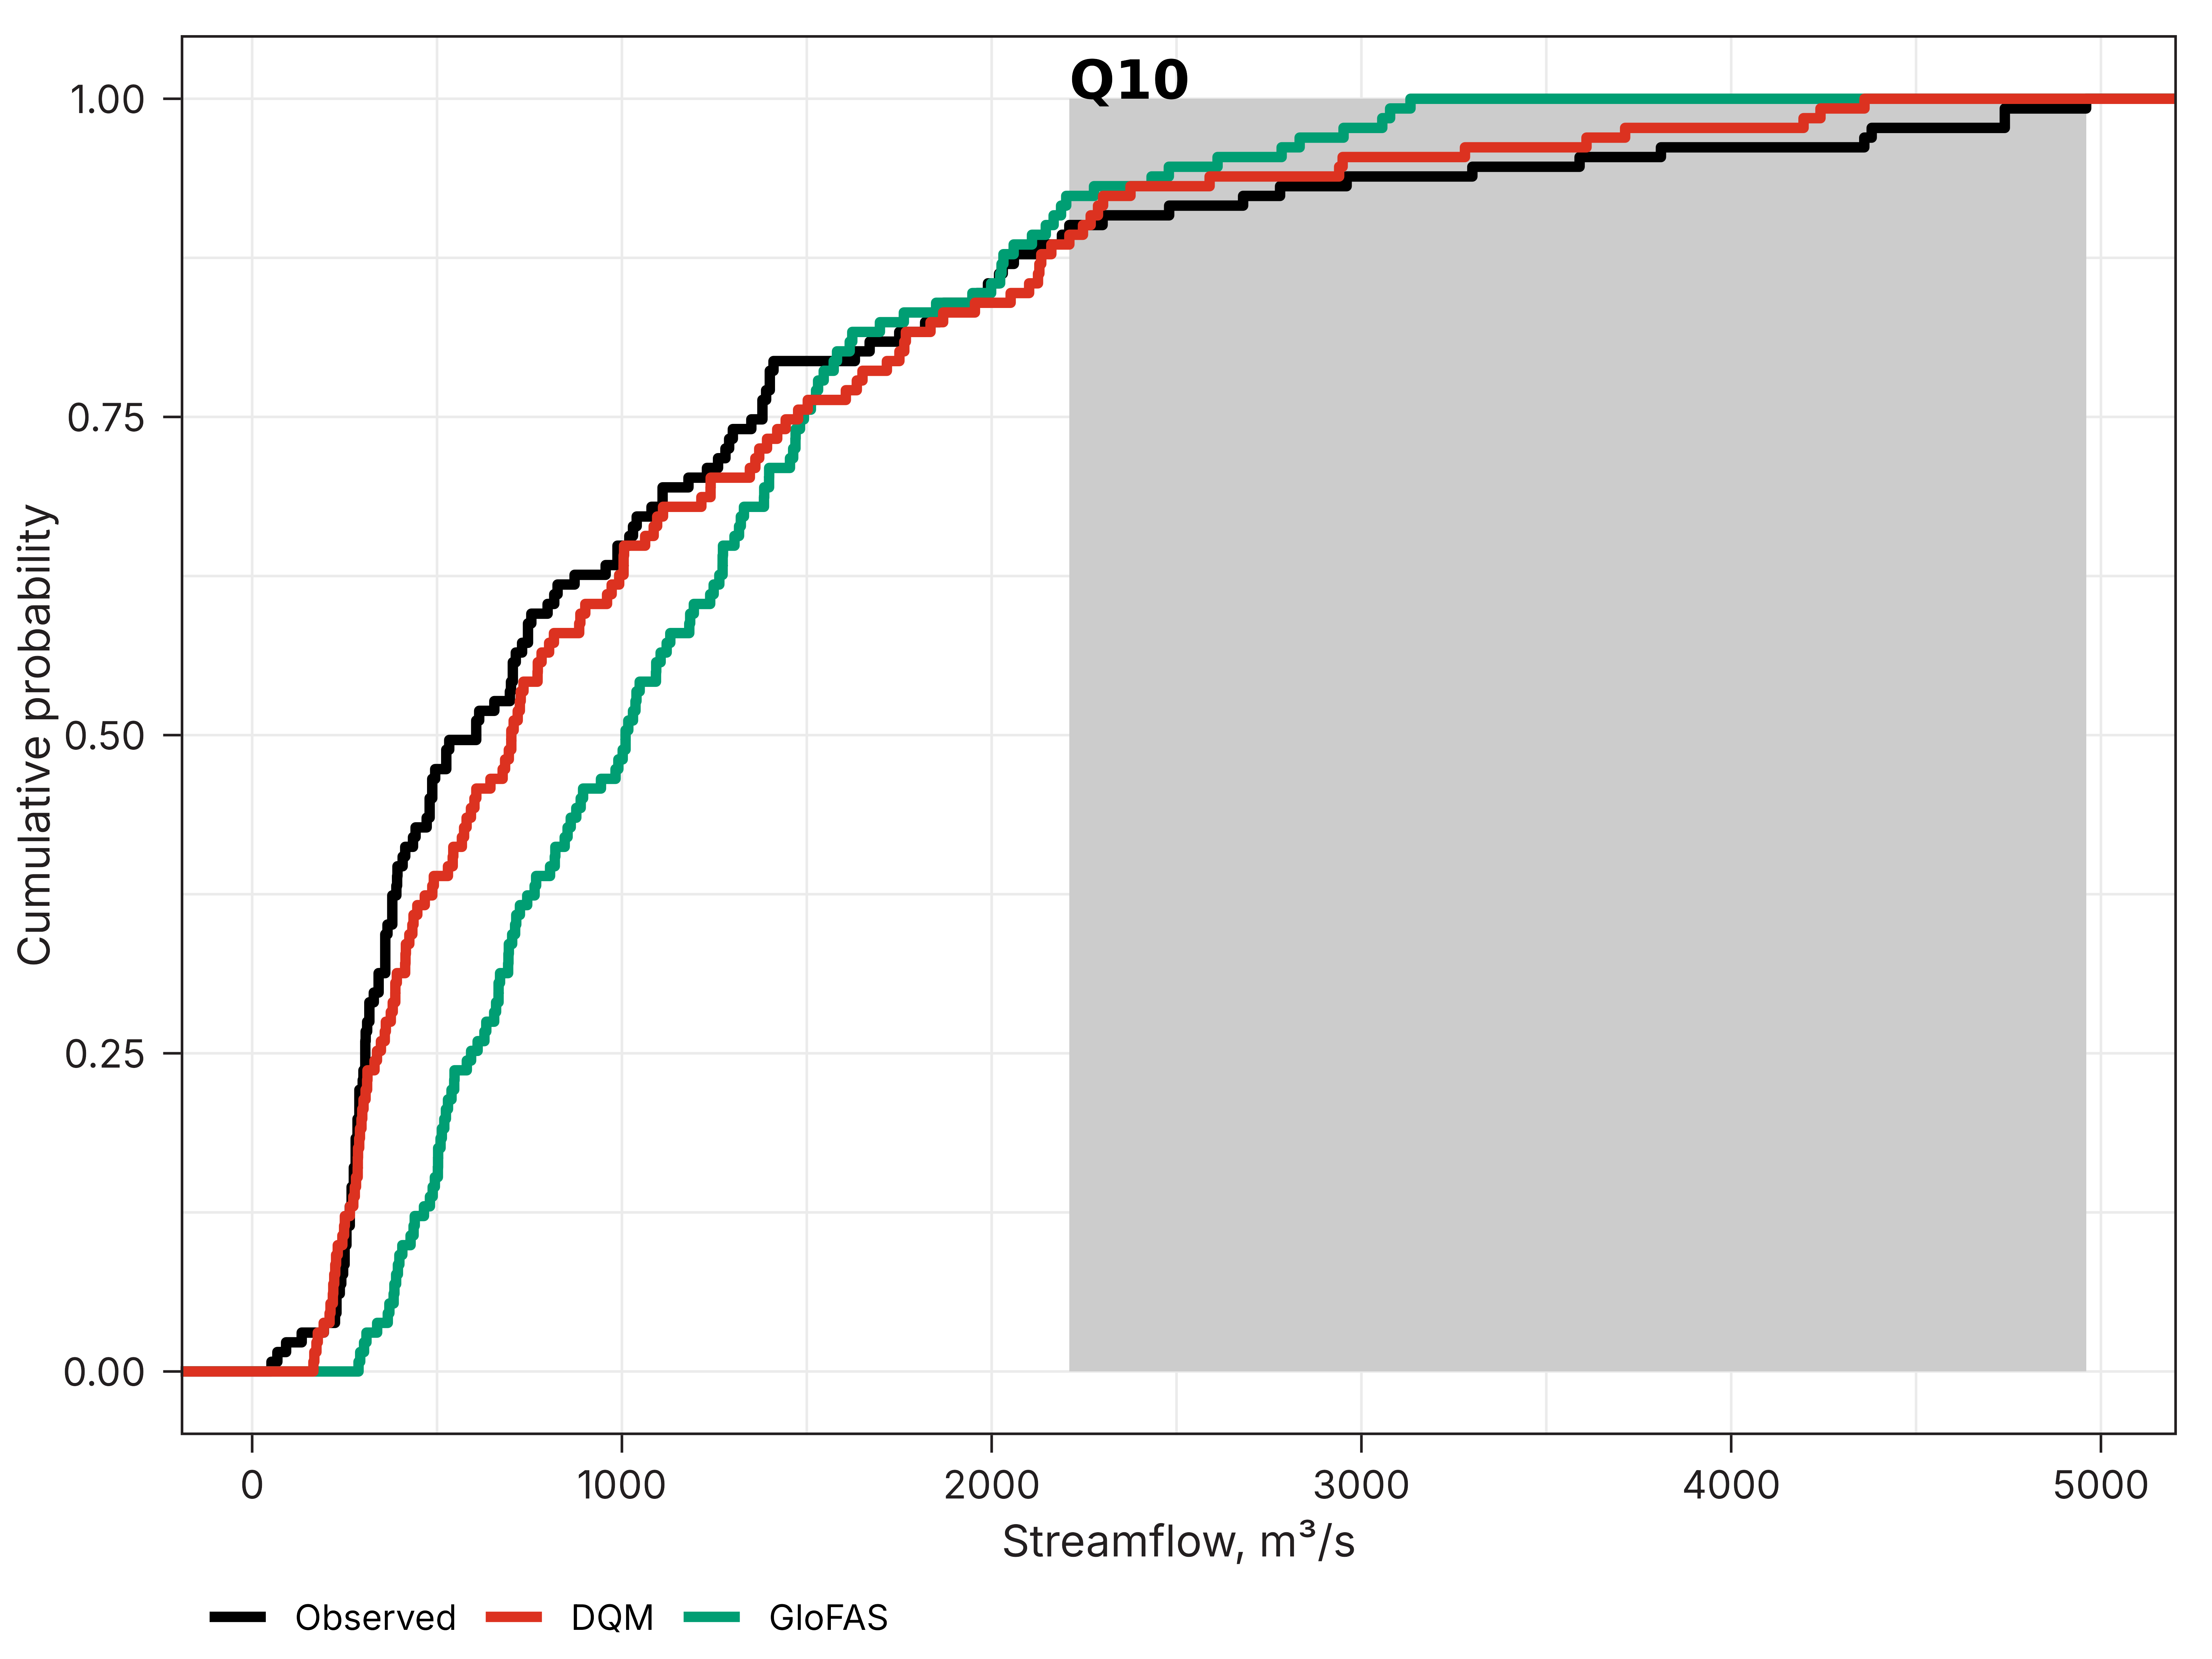 Q10
1.00
0.75
0.50
0.25
0.00
Cumulative probability
0 1000 2000 3000 4000 5000
Streamflow, m³/s
Observed DQM GloFAS